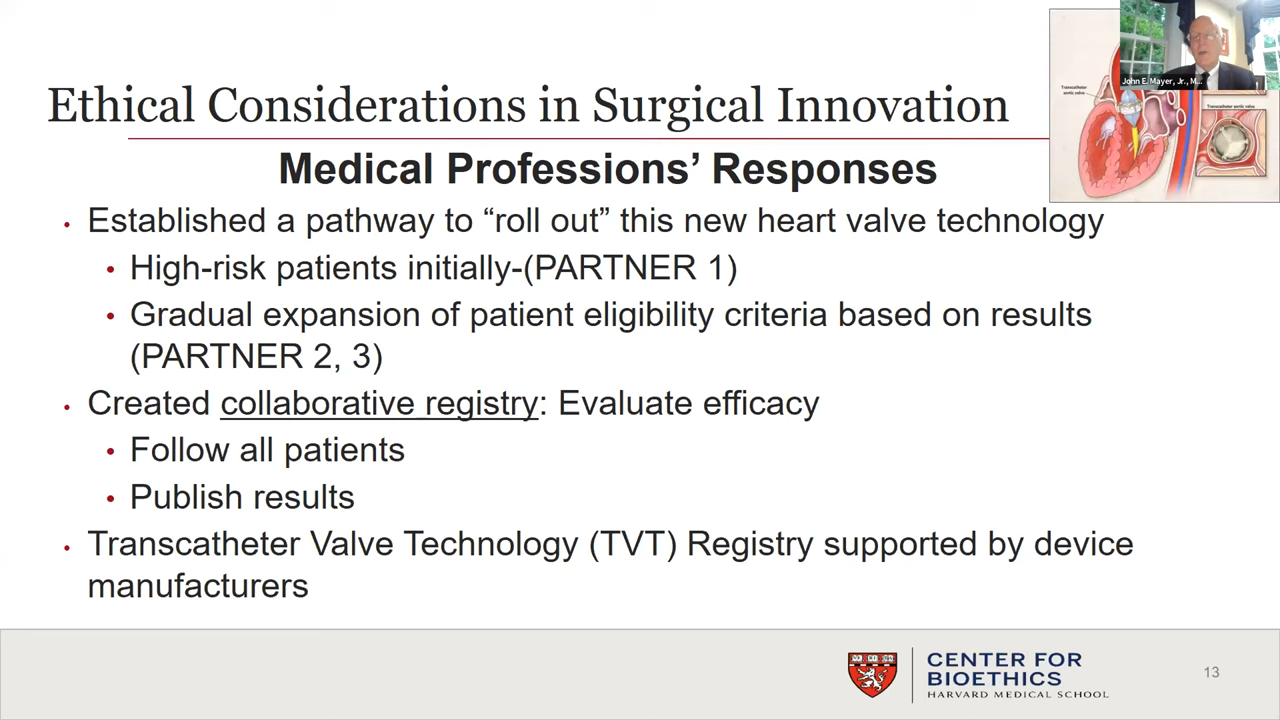 John E. Mayer, Jr., M...
Transcatheter
aortic valve
Transcatheter aortic valve
Ethical Considerations in Surgical Innovation
Medical Professions’ Responses
• Established a pathway to “roll out” this new heart valve technology
• High-risk patients initially-(PARTNER 1)
• Gradual expansion of patient eligibility criteria based on results
(PARTNER 2, 3)
• Created collaborative registry: Evaluate efficacy
• Follow all patients
• Publish results
• Transcatheter Valve Technology (TVT) Registry supported by device
manufacturers
CENTER FOR
BIOETHICS
HARVARD MEDICAL SCHOOL
13